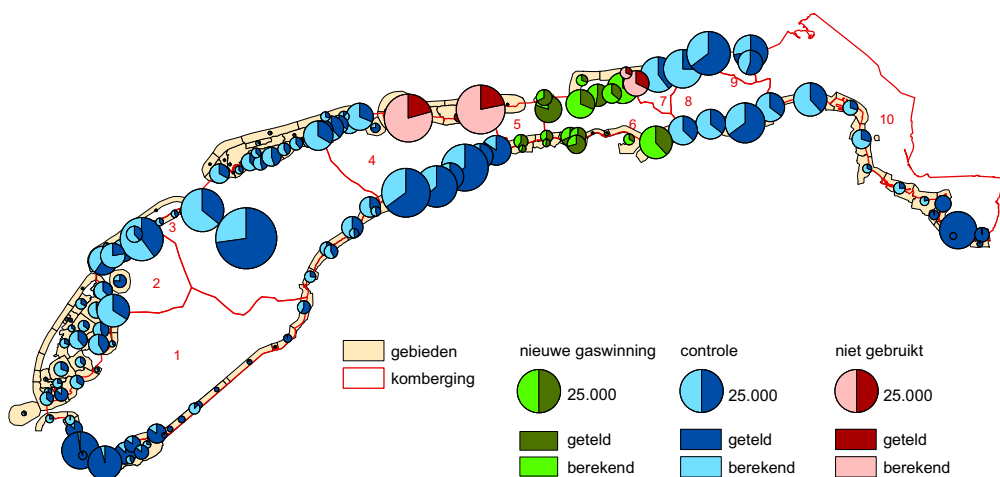 9
7 8
10
5 6
4
3
2
1
gebieden
komberging
nieuwe gaswinning controle niet gebruikt
25.000 25.000 25.000
geteld geteld geteld
berekend berekend berekend